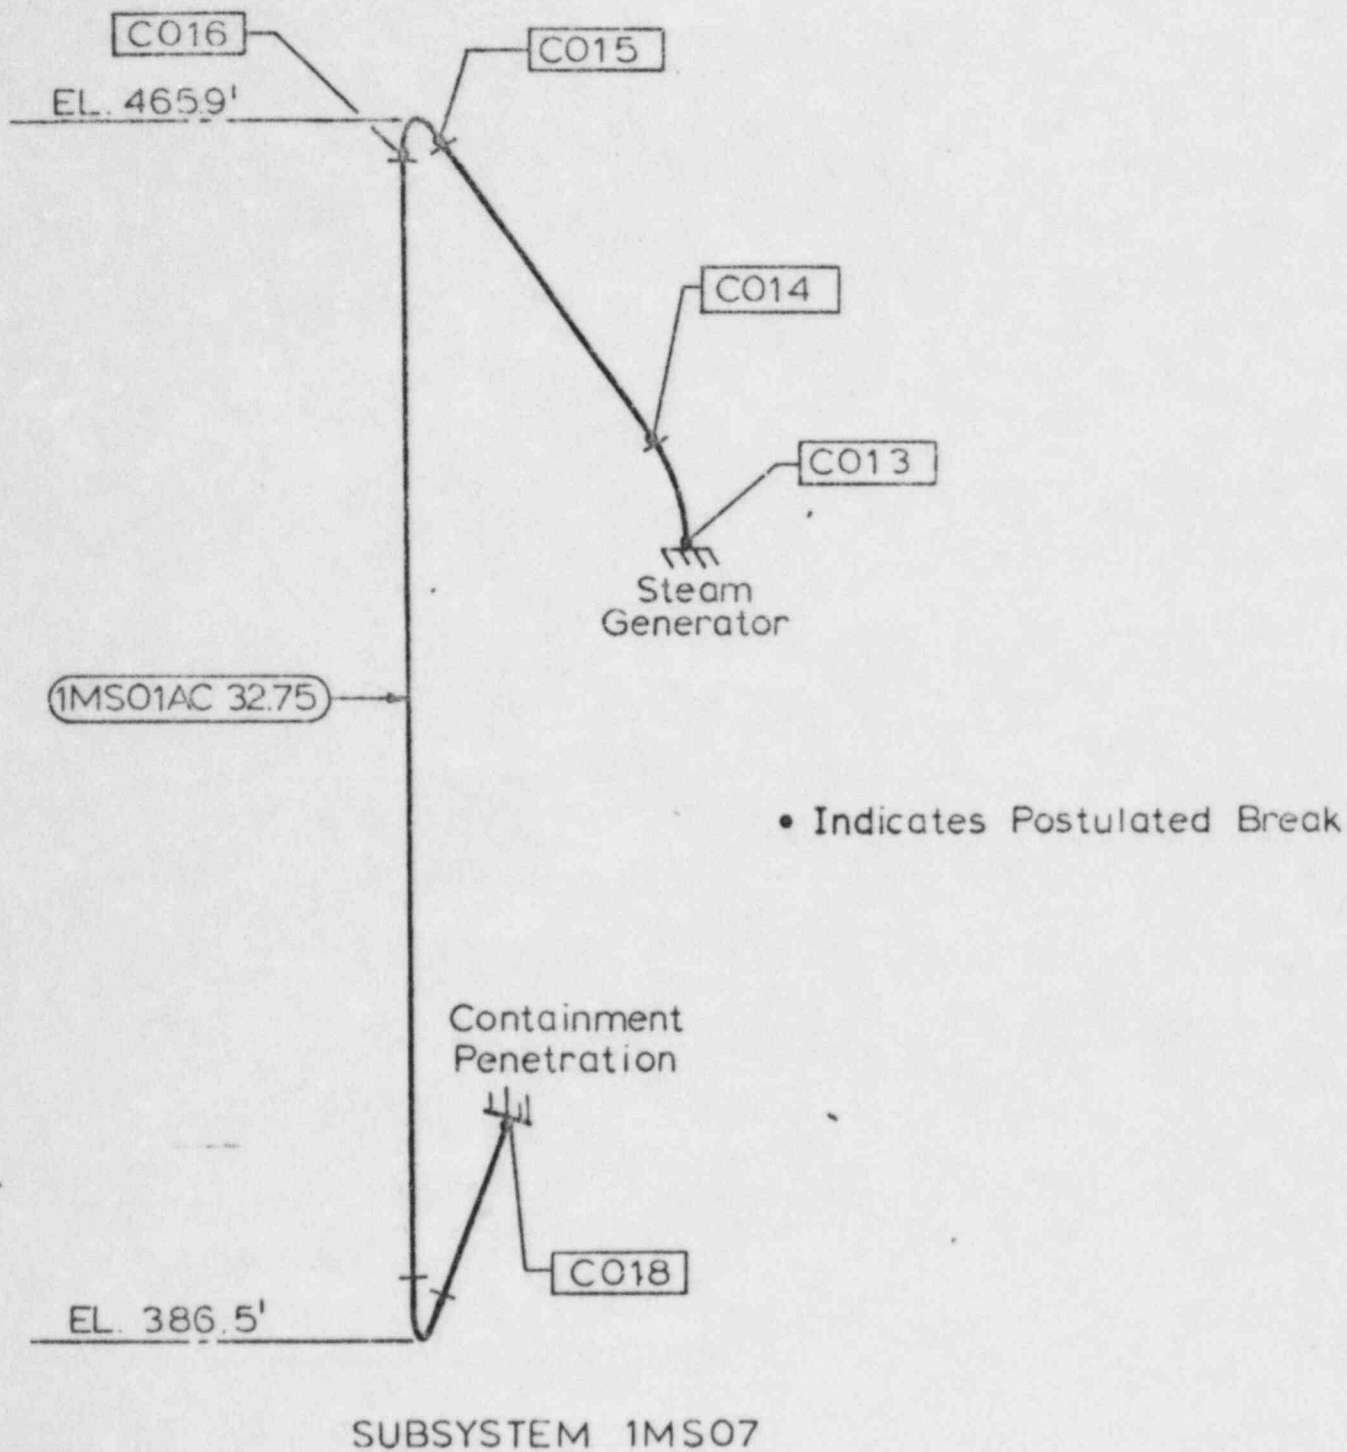 C016
C015
EL. 465.9'
C014
C013
Steam
Generator
1MS01AC 32.75
• Indicates Postulated Break
Containment
Penetration
C018
EL. 386.5'
SUBSYSTEM 1MS07